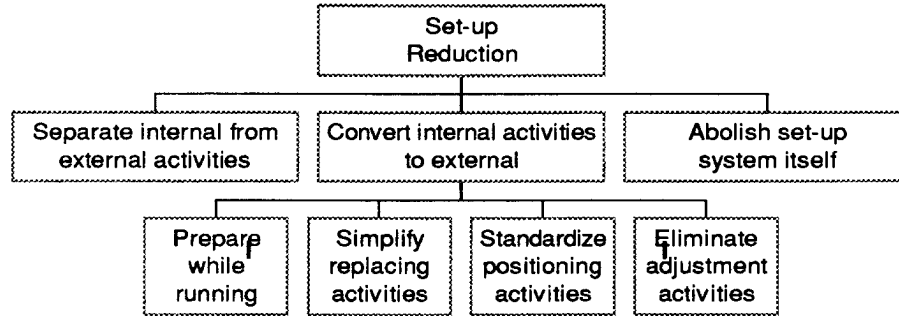 Set-up
Reduction
Separate internal from
external activities
Convert internal activities
to external
Abolish set-up
system itself
Prepare
while
running
Simplify
replacing
activities
Standardize
positioning
activities
Eliminate
adjustment
activities